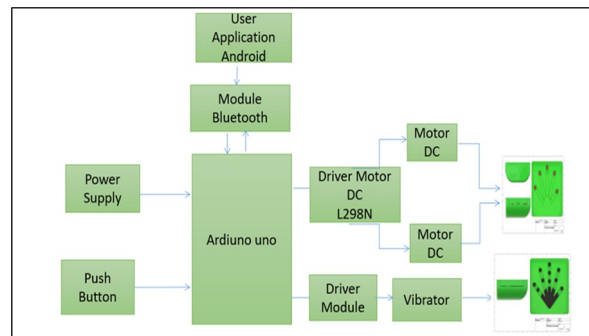 User
Application
Android
Module
Bluetooth
Power
Supply
Push
Button
Ardiuno uno
Driver Motor
DC
L298N
Motor
DC
Motor
DC
Driver
Module
Vibrator